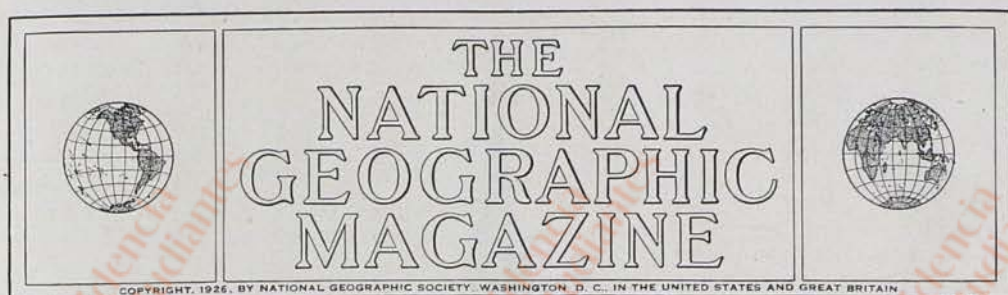 THE
NATIONAL
GEOGRAPHIC
MAGAZINE
COPYRIGHT, 1926, BY NATIONAL GEOGRAPHIC SOCIETY, WASHINGTON D. C., IN THE UNITED STATES AND GREAT BRITAIN